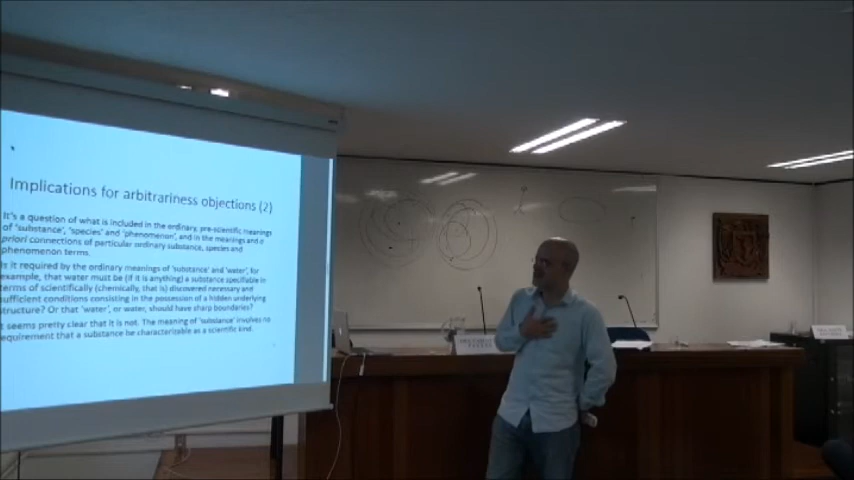 Implications for arbitrariness objections (2)
It's a question of what is included in the ordinary, pre-scientific meanings
of 'substance', 'species' and 'phenomenon', and in the meanings and a
priori connections of particular ordinary substance, species and
phenomenon terms.
Is it required by the ordinary meanings of 'substance' and 'water', for
example, that water must be (if it is anything) a substance specifiable in
terms of scientifically (chemically, that is) discovered necessary and
sufficient conditions consisting in the possession of a hidden underlying
structure? Or that 'water', or water, should have sharp boundaries?
It seems pretty clear that it is not. The meaning of 'substance' involves no
requirement that a substance be characterizable as a scientific kind.